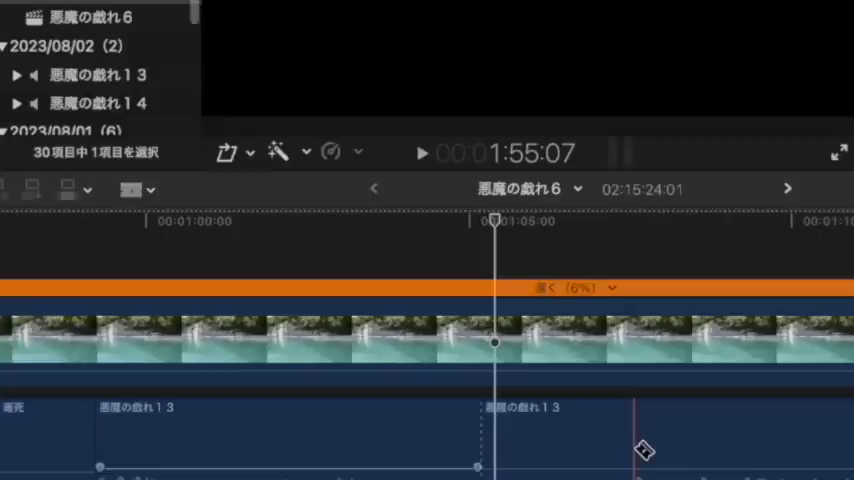 悪魔の戯れ6
2023/08/02（2）
悪魔の戯れ13
悪魔の戯れ14
2023/08/01（6）
30項目中 1項目を選択
00:01:55:07
悪魔の戯れ6
02:15:24:01
00:01:00:00
00:01:05:00
00:01:10
遅く（6%）
毒死
悪魔の戯れ13
悪魔の戯れ13